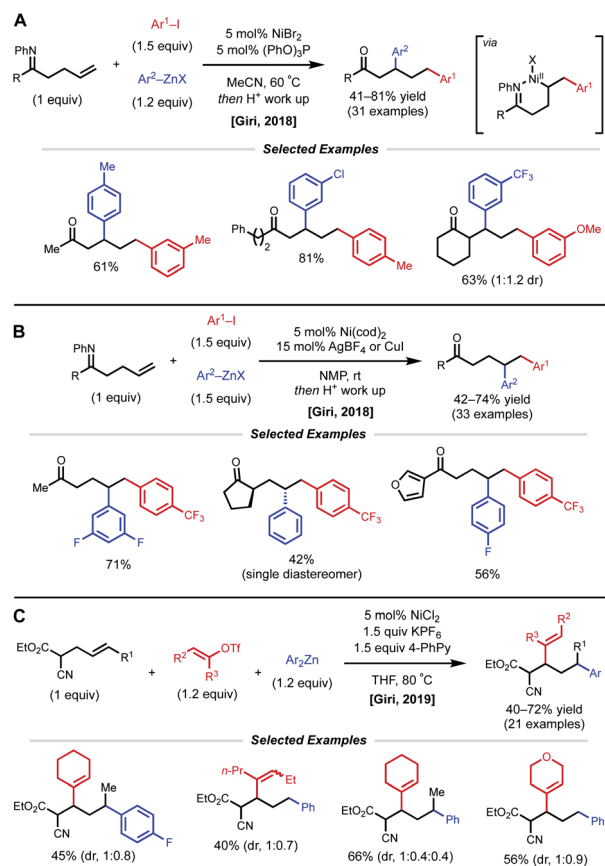 A
PhN
R
(1 equiv)
+
Ar1–I
(1.5 equiv)
Ar2–ZnX
(1.2 equiv)
5 mol% NiBr2
5 mol% (PhO)3P
MeCN, 60 °C
then H+ work up
[Giri, 2018]
O
R
Ar2
Ar1
41–81% yield
(31 examples)
via
X
NiII
PhN
R
Ar1
Selected Examples
Me
O
Me
Me
61%
Cl
O
Ph
( )2
Me
81%
CF3
O
OMe
63% (1:1.2 dr)
B
PhN
R
(1 equiv)
+
Ar1–I
(1.5 equiv)
Ar2–ZnX
(1.5 equiv)
5 mol% Ni(cod)2
15 mol% AgBF4 or CuI
NMP, rt
then H+ work up
[Giri, 2018]
O
R
Ar1
Ar2
42–74% yield
(33 examples)
Selected Examples
O
Me
CF3
F
F
71%
O
CF3
42%
(single diastereomer)
O
O
CF3
F
56%
C
EtO2C
R1
CN
(1 equiv)
+
R2
OTf
R3
(1.2 equiv)
+
Ar2Zn
(1.2 equiv)
5 mol% NiCl2
1.5 quiv KPF6
1.5 equiv 4-PhPy
THF, 80 °C
[Giri, 2019]
R2
R3
R1
EtO2C
Ar
CN
40–72% yield
(21 examples)
Selected Examples
Me
EtO2C
CN
F
45% (dr, 1:0.8)
n-Pr
Et
EtO2C
Ph
CN
40% (dr, 1:0.7)
Me
EtO2C
Ph
CN
66% (dr, 1:0.4:0.4)
O
EtO2C
Ph
CN
56% (dr, 1:0.9)